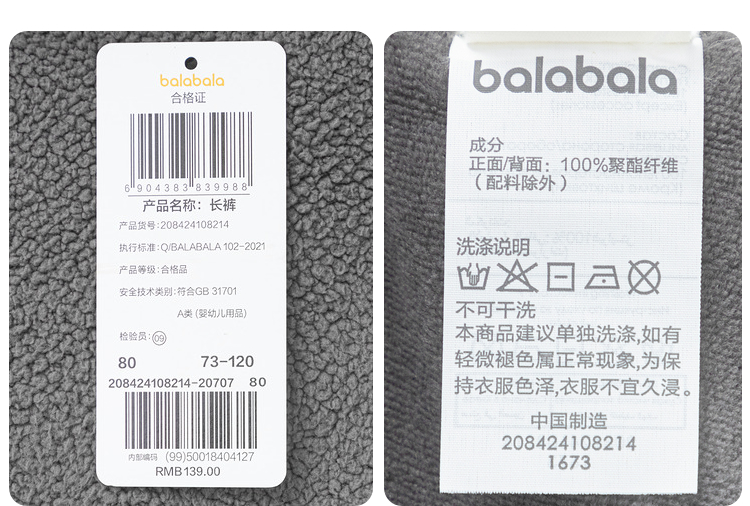 balabala
合格证
6 904383 839988
产品名称：长裤
产品货号:208424108214
执行标准:Q/BALABALA 102-2021
产品等级:合格品
安全技术类别:符合GB 31701
A类 (婴幼儿用品)
检验员:09
80 73-120
208424108214-20707 80
内部编码 (99)50018404127
RMB139.00
balabala
成分
正面/背面：100%聚酯纤维
（配料除外）
洗涤说明
不可干洗
本商品建议单独洗涤,如有
轻微褪色属正常现象,为保
持衣服色泽,衣服不宜久浸。
中国制造
208424108214
1673